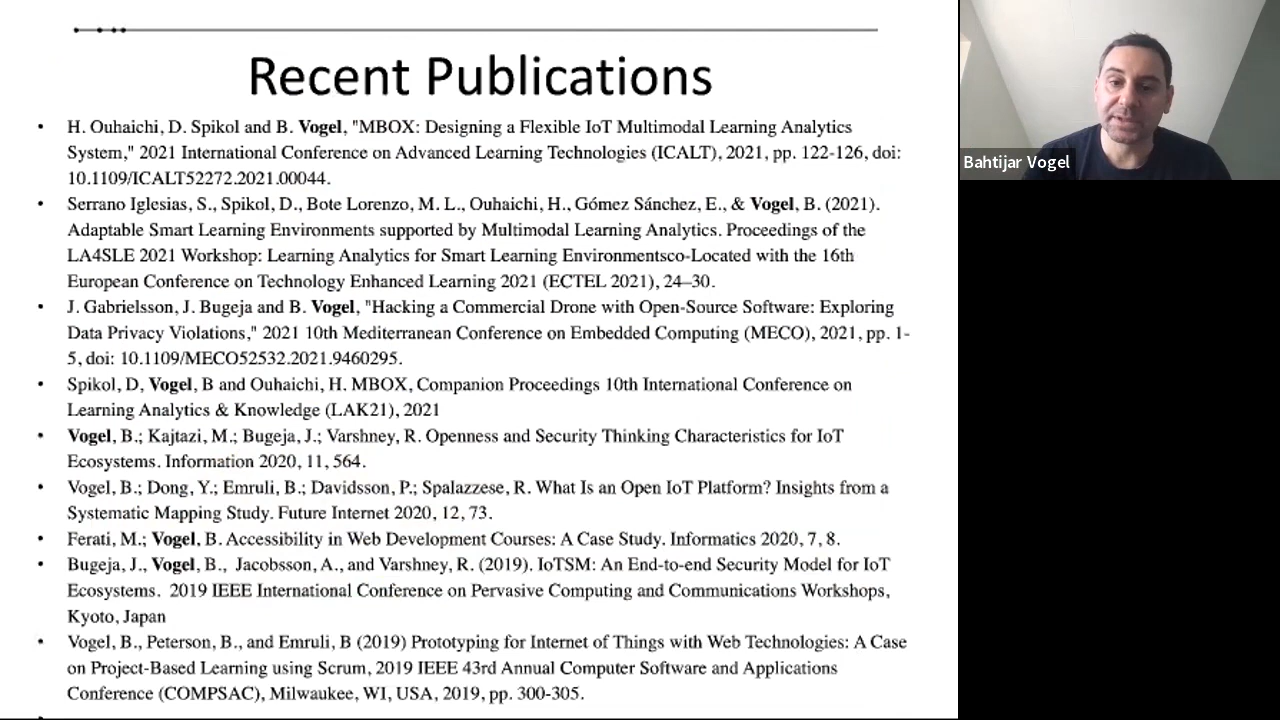 Recent Publications
• H. Ouhaichi, D. Spikol and B. Vogel, "MBOX: Designing a Flexible IoT Multimodal Learning Analytics
System," 2021 International Conference on Advanced Learning Technologies (ICALT), 2021, pp. 122-126, doi:
10.1109/ICALT52272.2021.00044.
• Serrano Iglesias, S., Spikol, D., Bote Lorenzo, M. L., Ouhaichi, H., Gómez Sánchez, E., & Vogel, B. (2021).
Adaptable Smart Learning Environments supported by Multimodal Learning Analytics. Proceedings of the
LA4SLE 2021 Workshop: Learning Analytics for Smart Learning Environmentsco-Located with the 16th
European Conference on Technology Enhanced Learning 2021 (ECTEL 2021), 24–30.
• J. Gabrielsson, J. Bugeja and B. Vogel, "Hacking a Commercial Drone with Open-Source Software: Exploring
Data Privacy Violations," 2021 10th Mediterranean Conference on Embedded Computing (MECO), 2021, pp. 1-
5, doi: 10.1109/MECO52532.2021.9460295.
• Spikol, D, Vogel, B and Ouhaichi, H. MBOX, Companion Proceedings 10th International Conference on
Learning Analytics & Knowledge (LAK21), 2021
• Vogel, B.; Kajtazi, M.; Bugeja, J.; Varshney, R. Openness and Security Thinking Characteristics for IoT
Ecosystems. Information 2020, 11, 564.
• Vogel, B.; Dong, Y.; Emruli, B.; Davidsson, P.; Spalazzese, R. What Is an Open IoT Platform? Insights from a
Systematic Mapping Study. Future Internet 2020, 12, 73.
• Ferati, M.; Vogel, B. Accessibility in Web Development Courses: A Case Study. Informatics 2020, 7, 8.
• Bugeja, J., Vogel, B., Jacobsson, A., and Varshney, R. (2019). IoTSM: An End-to-end Security Model for IoT
Ecosystems. 2019 IEEE International Conference on Pervasive Computing and Communications Workshops,
Kyoto, Japan
• Vogel, B., Peterson, B., and Emruli, B (2019) Prototyping for Internet of Things with Web Technologies: A Case
on Project-Based Learning using Scrum, 2019 IEEE 43rd Annual Computer Software and Applications
Conference (COMPSAC), Milwaukee, WI, USA, 2019, pp. 300-305.
Bahtijar Vogel